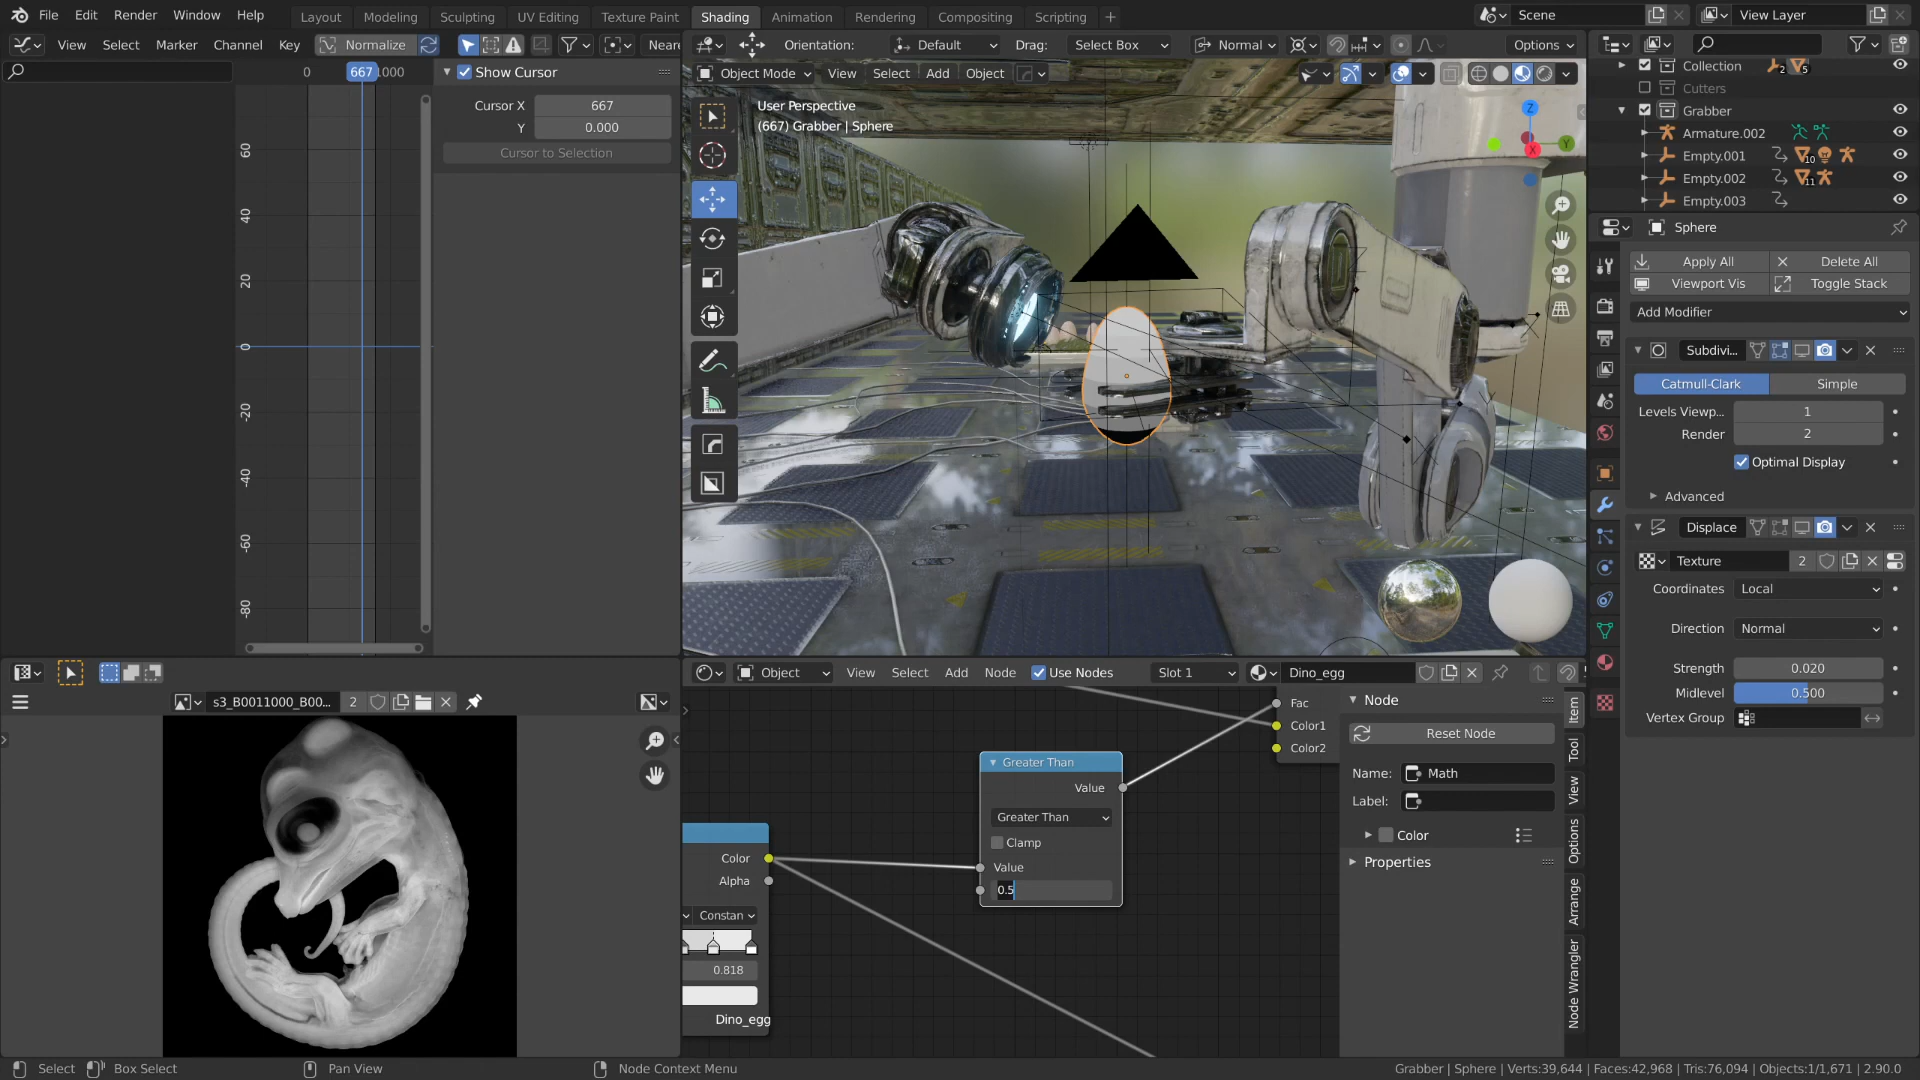 File Edit Render Window Help
Layout Modeling Sculpting UV Editing Texture Paint Shading Animation Rendering Compositing Scripting +
Scene
View Layer
View Select Marker Channel Key Normalize Neare
0 667 1000
Show Cursor
Cursor X 667
Y 0.000
Cursor to Selection
60
40
20
0
-20
-40
-60
-80
Orientation: Default Drag: Select Box Normal Options
Object Mode View Select Add Object
User Perspective
(667) Grabber | Sphere
Z
Y
X
Collection 2 5
Cutters
Grabber
Armature.002
Empty.001 10
Empty.002 11
Empty.003
Sphere
Apply All Delete All
Viewport Vis Toggle Stack
Add Modifier
Subdivi...
Catmull-Clark Simple
Levels Viewp... 1
Render 2
Optimal Display
Advanced
Displace
Texture 2
Coordinates Local
Direction Normal
Strength 0.020
Midlevel 0.500
Vertex Group
s3_B0011000_B00... 2
Object View Select Add Node Use Nodes Slot 1 Dino_egg
Fac
Color1
Color2
Greater Than
Value
Greater Than
Clamp
Value
0.5
Color
Alpha
Constan
0.818
Dino_egg
Node
Reset Node
Name: Math
Label:
Color
Properties
Item
Tool
View
Options
Arrange
Node Wrangler
Select Box Select Pan View Node Context Menu
Grabber | Sphere | Verts:39,644 | Faces:42,968 | Tris:76,094 | Objects:1/1,671 | 2.90.0